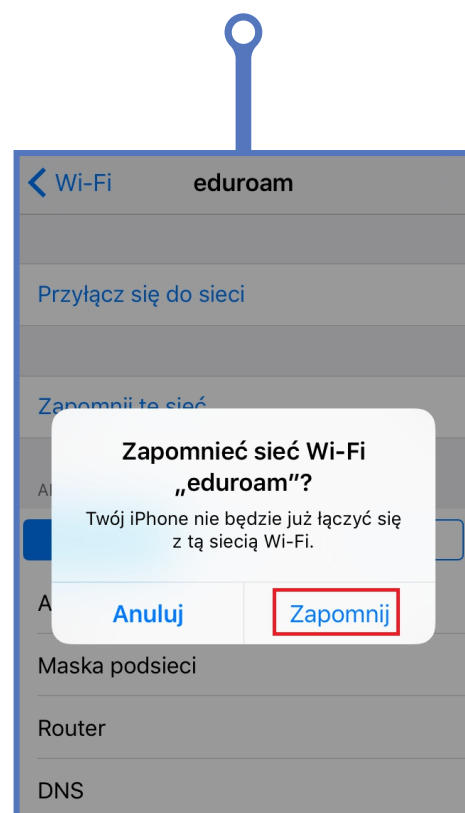 Wi-Fi eduroam
Przyłącz się do sieci
Zapomnij tę sieć
Zapomnieć sieć Wi-Fi
„eduroam”?
Twój iPhone nie będzie już łączyć się
z tą siecią Wi-Fi.
Anuluj Zapomnij
Maska podsieci
Router
DNS